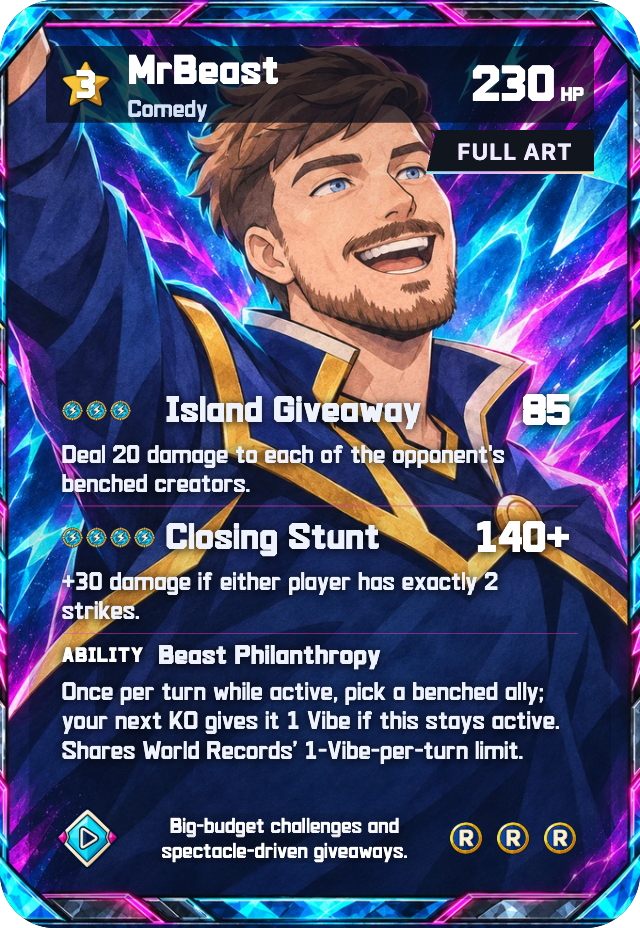 3
MrBeast
230 HP
Comedy
FULL ART
Island Giveaway 85
Deal 20 damage to each of the opponent's
benched creators.
Closing Stunt 140+
+30 damage if either player has exactly 2
strikes.
ABILITY Beast Philanthropy
Once per turn while active, pick a benched ally;
your next KO gives it 1 Vibe if this stays active.
Shares World Records' 1-Vibe-per-turn limit.
Big-budget challenges and
spectacle-driven giveaways.
R R R